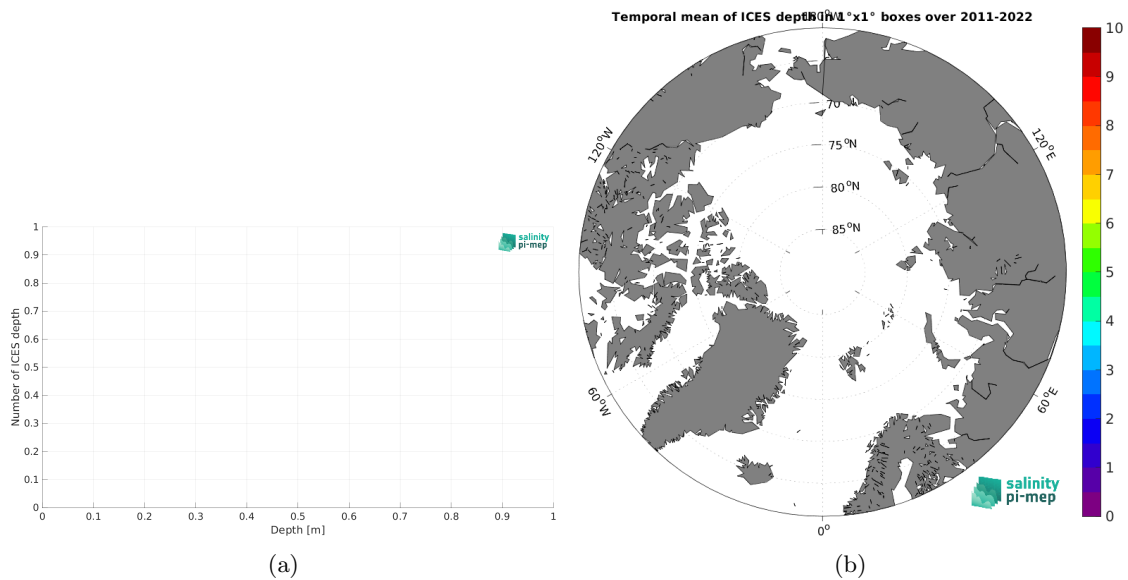 Temporal mean of ICES depth in 1°x1° boxes over 2011-2022
180°W
120°W
120°E
70°N
75°N
80°N
85°N
60°W
60°E
0°
salinity
pi-mep
10
9
8
7
6
5
4
3
2
1
0
salinity
pi-mep
Number of ICES depth
1
0.9
0.8
0.7
0.6
0.5
0.4
0.3
0.2
0.1
0
0 0.1 0.2 0.3 0.4 0.5 0.6 0.7 0.8 0.9 1
Depth [m]
(a)
(b)